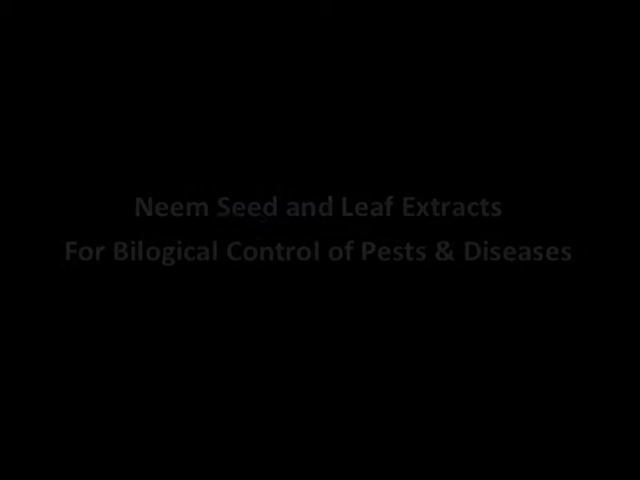 Neem Seed and Leaf Extracts
For Bilogical Control of Pests & Diseases